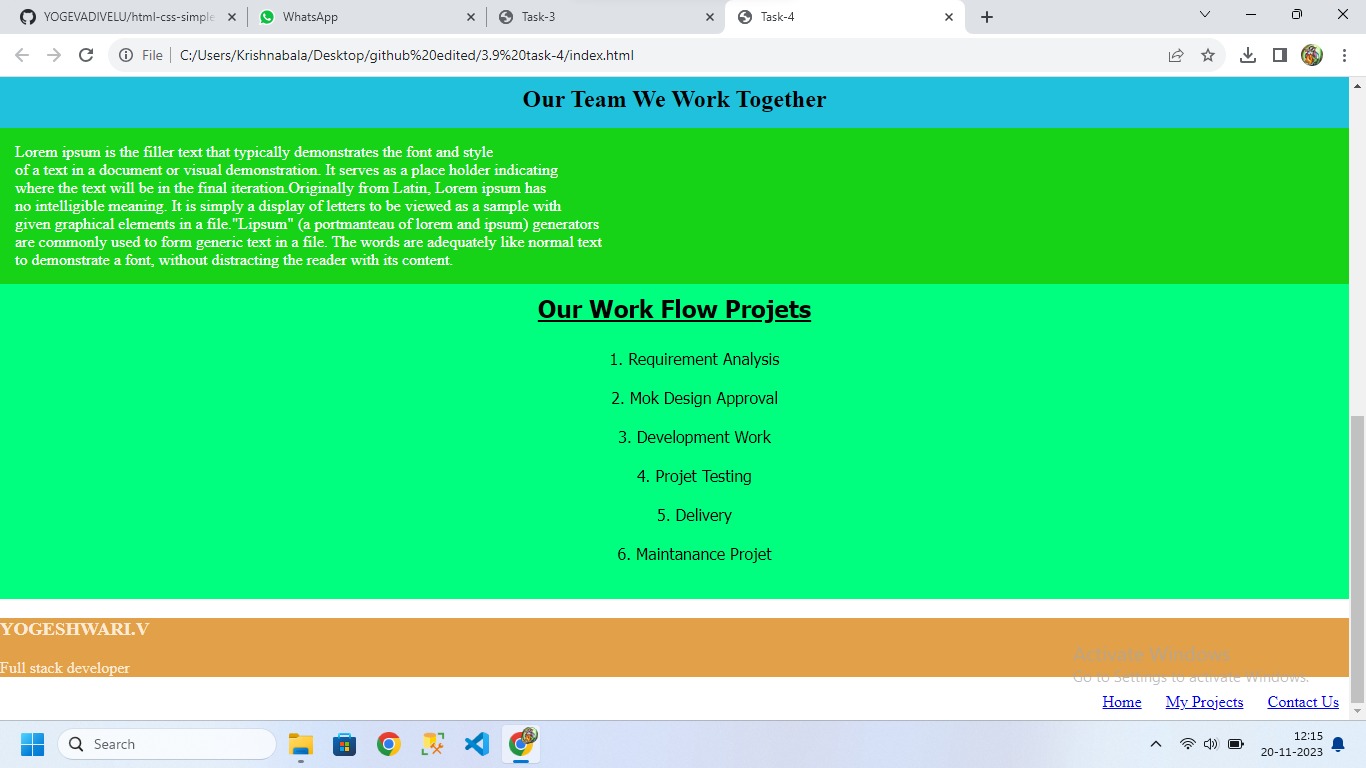 YOGEVADIVELU/html-css-simple
WhatsApp
Task-3
Task-4
File
C:/Users/Krishnabala/Desktop/github%20edited/3.9%20task-4/index.html
Our Team We Work Together
Lorem ipsum is the filler text that typically demonstrates the font and style
of a text in a document or visual demonstration. It serves as a place holder indicating
where the text will be in the final iteration.Originally from Latin, Lorem ipsum has
no intelligible meaning. It is simply a display of letters to be viewed as a sample with
given graphical elements in a file."Lipsum" (a portmanteau of lorem and ipsum) generators
are commonly used to form generic text in a file. The words are adequately like normal text
to demonstrate a font, without distracting the reader with its content.
Our Work Flow Projets
1. Requirement Analysis
2. Mok Design Approval
3. Development Work
4. Projet Testing
5. Delivery
6. Maintanance Projet
YOGESHWARI.V
Full stack developer
Activate Windows
Go to Settings to activate Windows.
Home My Projects Contact Us
Search
12:15
20-11-2023